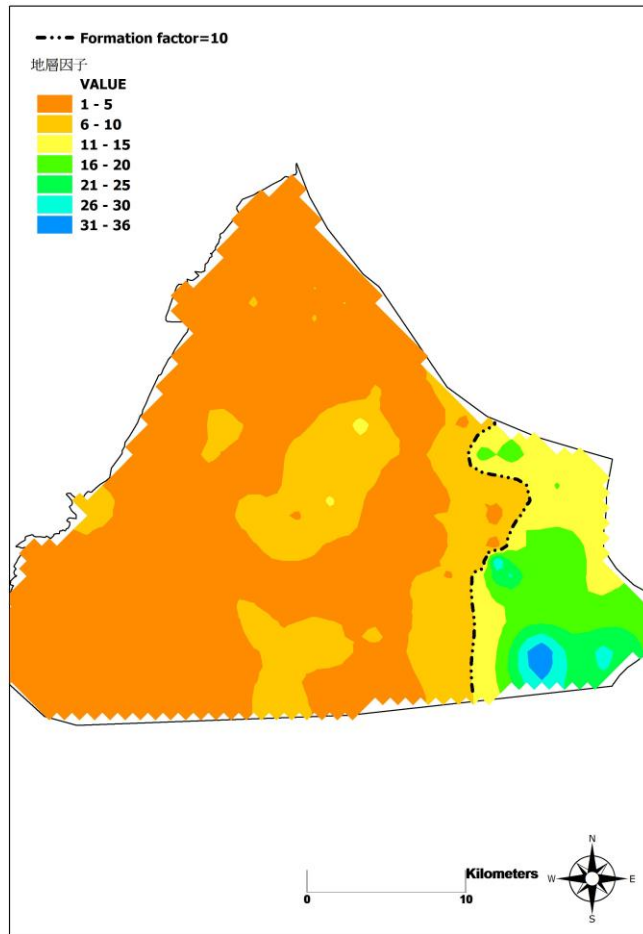 Formation factor=10
地層因子
VALUE
1 - 5
6 - 10
11 - 15
16 - 20
21 - 25
26 - 30
31 - 36
N
W E
S
Kilometers
0 10